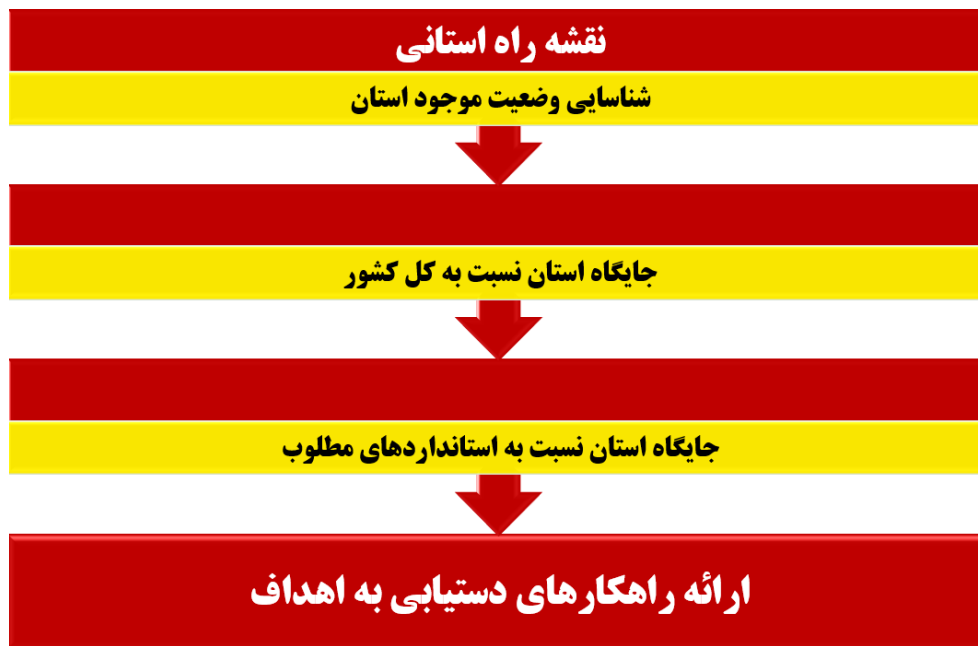 نقشه راه استانی
شناسایی وضعیت موجود استان
جایگاه استان نسبت به کل کشور
جایگاه استان نسبت به استانداردهای مطلوب
ارائه راهکارهای دستیابی به اهداف